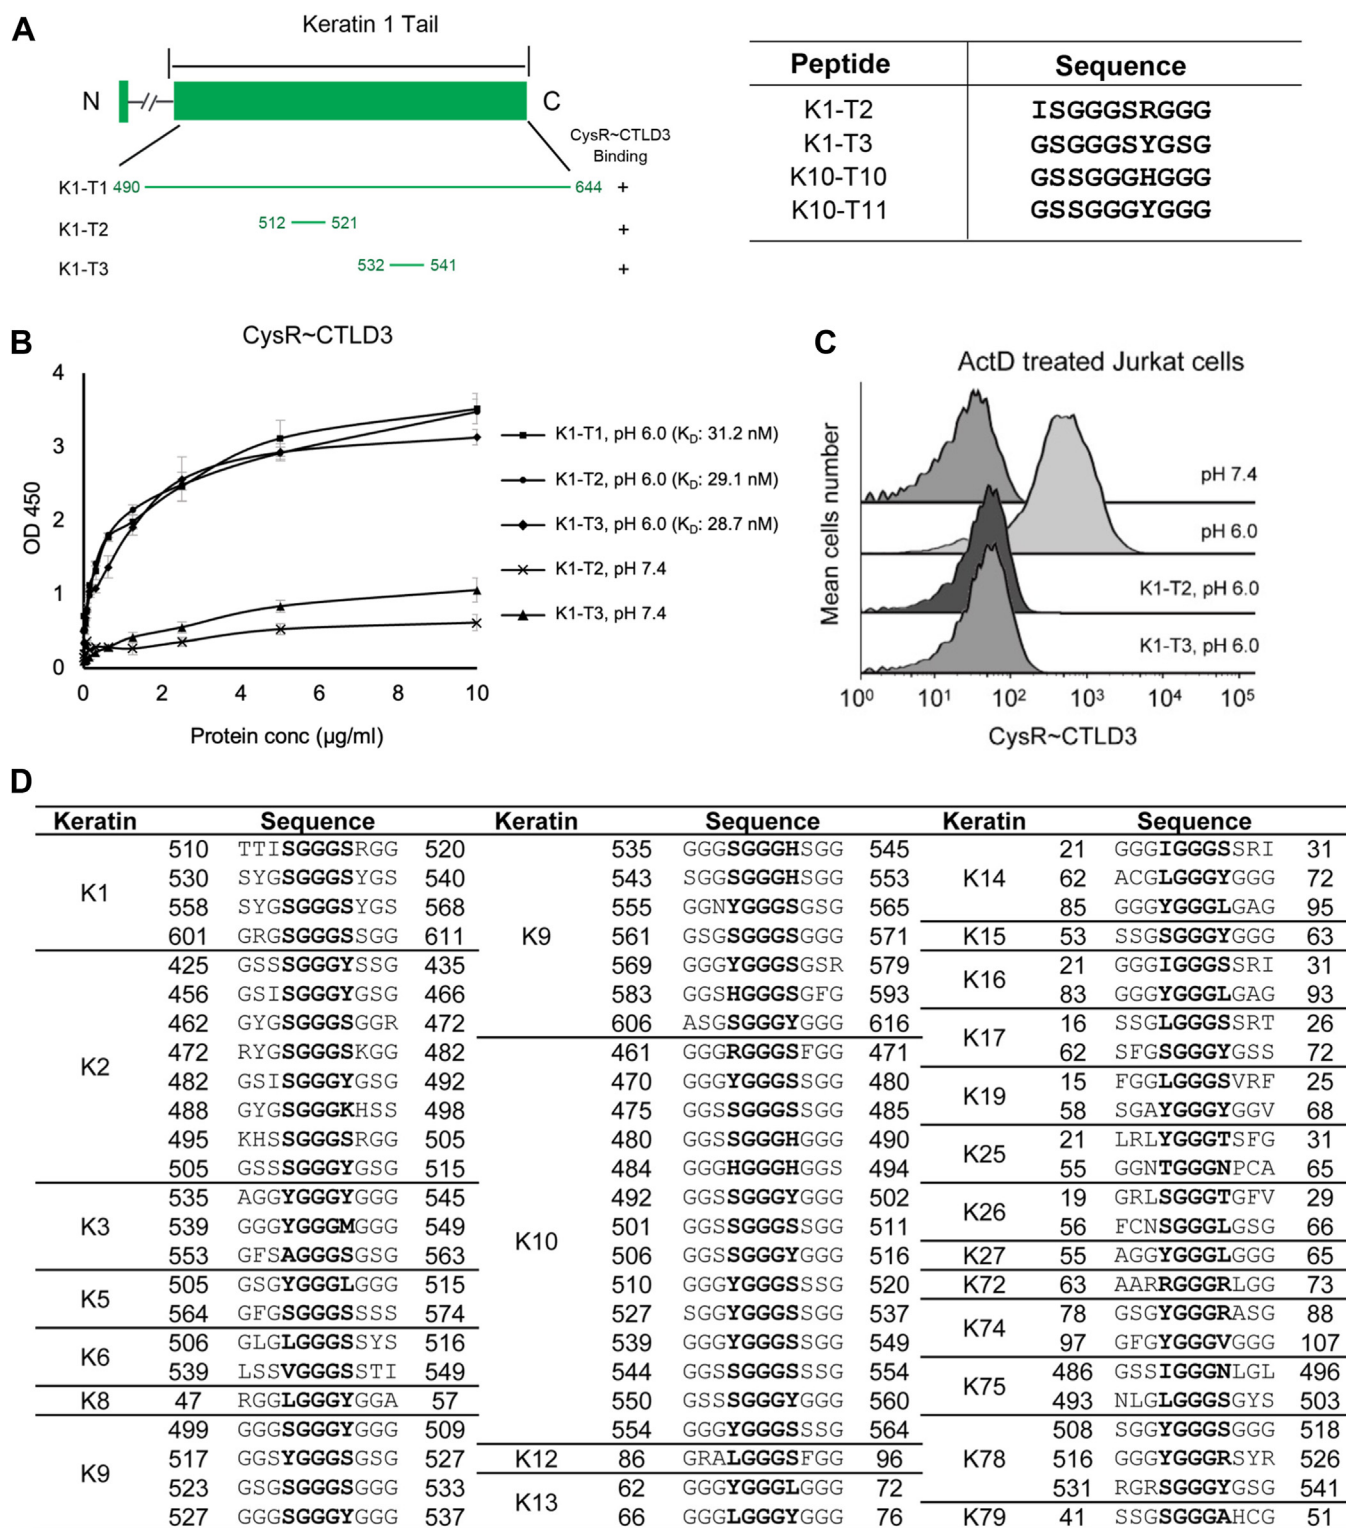 A
Keratin 1 Tail
N
C
CysR~CTLD3
Binding
K1-T1 490 644 +
K1-T2 512 521 +
K1-T3 532 541 +
Peptide Sequence
K1-T2 ISGGGSRGGG
K1-T3 GSGGGSYGSG
K10-T10 GSSGGGHGGG
K10-T11 GSSGGGYGGG
B
CysR~CTLD3
OD 450
4
3
2
1
0
0 2 4 6 8 10
Protein conc (µg/ml)
K1-T1, pH 6.0 (KD: 31.2 nM)
K1-T2, pH 6.0 (KD: 29.1 nM)
K1-T3, pH 6.0 (KD: 28.7 nM)
K1-T2, pH 7.4
K1-T3, pH 7.4
C
ActD treated Jurkat cells
Mean cells number
pH 7.4
pH 6.0
K1-T2, pH 6.0
K1-T3, pH 6.0
10⁰ 10¹ 10² 10³ 10⁴ 10⁵
CysR~CTLD3
D
Keratin Sequence
K1
510 TTISGGGSRGG 520
530 SYGSGGGSYGS 540
558 SYGSGGGSYGS 568
601 GRGSGGGSSGG 611
K2
425 GSSSGGGYSSG 435
456 GSISGGGYGSG 466
462 GYGSGGGSGGR 472
472 RYGSGGGSKGG 482
482 GSISGGGYGSG 492
488 GYGSGGGKHSS 498
495 KHSSGGGSRGG 505
505 GSSSGGGYGSG 515
K3
535 AGGYGGGYGGG 545
539 GGGYGGGMGGG 549
553 GFSAGGGSGSG 563
K5
505 GSGYGGGLGGG 515
564 GFGSGGGSSSS 574
K6
506 GLGLGGGSSYS 516
539 LSSVGGGSSTI 549
K8
47 RGGLGGGYGGA 57
K9
499 GGGSGGGYGGG 509
517 GGSYGGGSGSG 527
523 GSGSGGGSGGG 533
527 GGGSGGGYGGG 537
Keratin Sequence
K9
535 GGGSGGGHSGG 545
543 SGGSGGGHSGG 553
555 GGNYGGGSGSG 565
561 GSGSGGGSGGG 571
569 GGGYGGGSGSR 579
583 GGSHGGGSGFG 593
606 ASGSGGGYGGG 616
K10
461 GGGRGGGSFGG 471
470 GGGYGGGSSGG 480
475 GGSSGGGSSGG 485
480 GGSSGGGHGGG 490
484 GGGHGGGHGGS 494
492 GGSSGGGYGGG 502
501 GGSSGGGSSGG 511
506 GGSSGGGYGGG 516
510 GGGYGGGSSSG 520
527 SGGYGGGSSGG 537
539 GGGYGGGSSGG 549
544 GGSSGGGSSSG 554
550 GSSSGGGYGGG 560
554 GGGYGGGSSSG 564
K12
86 GRALGGGSFGG 96
K13
62 GGGYGGGLGGG 72
66 GGGLGGGYGGG 76
Keratin Sequence
K14
21 GGGIGGGSSRI 31
62 ACGLGGGYGGG 72
85 GGGYGGGLGAG 95
K15
53 SSGSGGGYGGG 63
K16
21 GGGIGGGSSRI 31
83 GGGYGGGLGAG 93
K17
16 SSGLGGGSSRT 26
62 SFGSGGGYGSS 72
K19
15 FGGLGGGSVRF 25
58 SGAYGGGYGGV 68
K25
21 LRLYGGGTSFG 31
55 GGNTGGGNPCA 65
K26
19 GRLSGGGTGFV 29
56 FCNSGGGLGSG 66
K27
55 AGGYGGGLGGG 65
K72
63 AARRGGGRLGG 73
K74
78 GSGYGGGRASG 88
97 GFGYGGGVGGG 107
K75
486 GSSIGGGNLGL 496
493 NLGLGGGSGYS 503
K78
508 SGGYGGGSGGG 518
516 GGGYGGGRSYR 526
531 RGRSGGGYGSG 541
K79
41 SSGSGGGAHCG 51